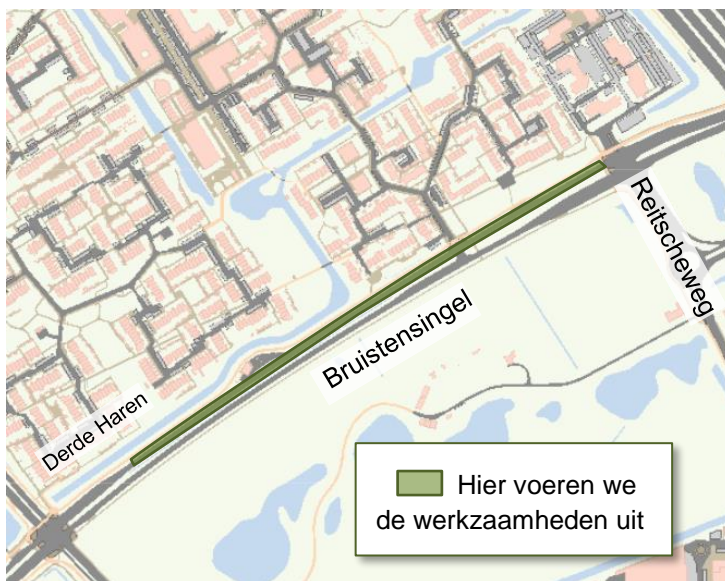 Reitscheweg
Bruistensingel
Derde Haren
Hier voeren we
de werkzaamheden uit